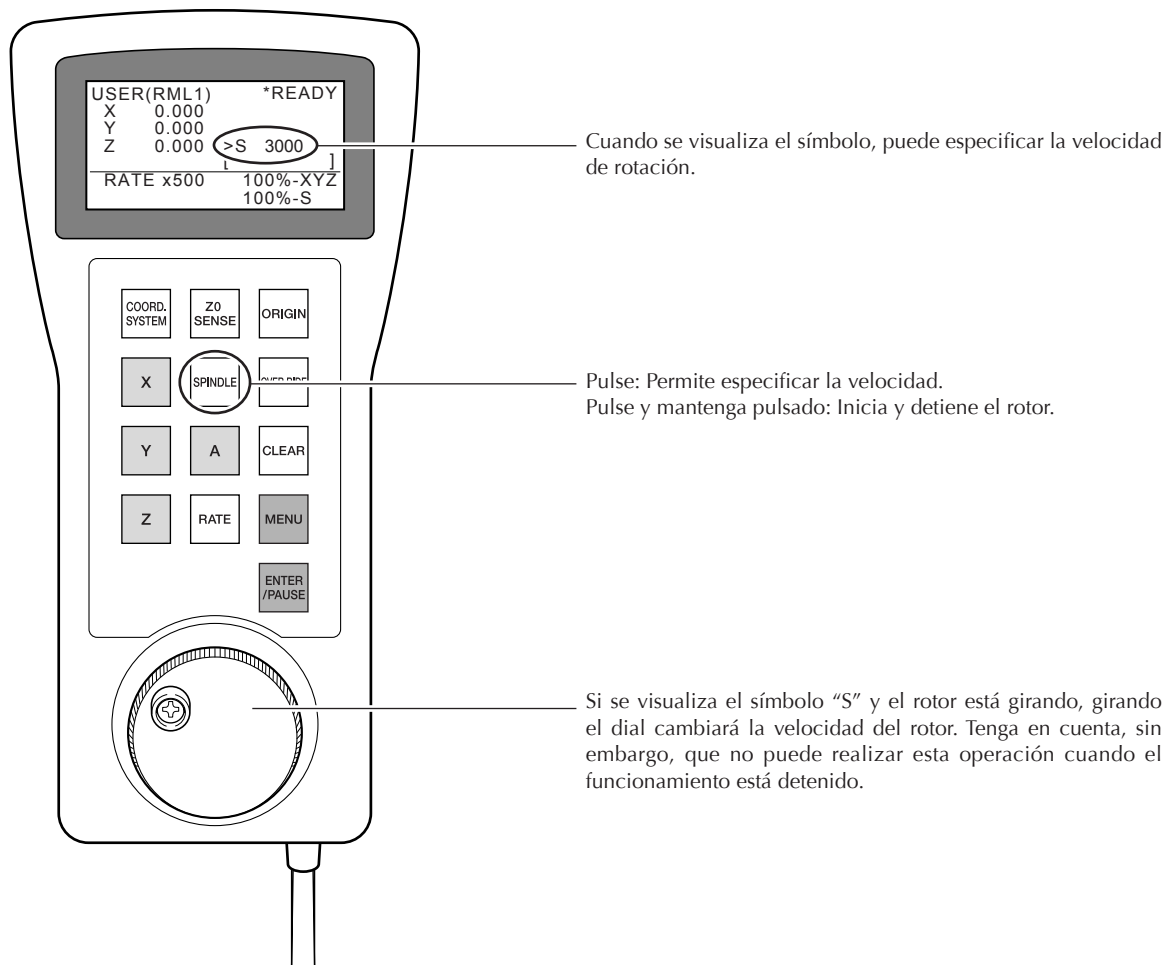 USER(RML1) *READY
X 0.000
Y 0.000
Z 0.000 >S 3000
[ ]
RATE x500 100%-XYZ
100%-S
Cuando se visualiza el símbolo, puede especificar la velocidad
de rotación.
COORD.
SYSTEM
Z0
SENSE
ORIGIN
X
SPINDLE
OVER RIDE
Pulse: Permite especificar la velocidad.
Pulse y mantenga pulsado: Inicia y detiene el rotor.
Y
A
CLEAR
Z
RATE
MENU
ENTER
/PAUSE
Si se visualiza el símbolo “S” y el rotor está girando, girando
el dial cambiará la velocidad del rotor. Tenga en cuenta, sin
embargo, que no puede realizar esta operación cuando el
funcionamiento está detenido.